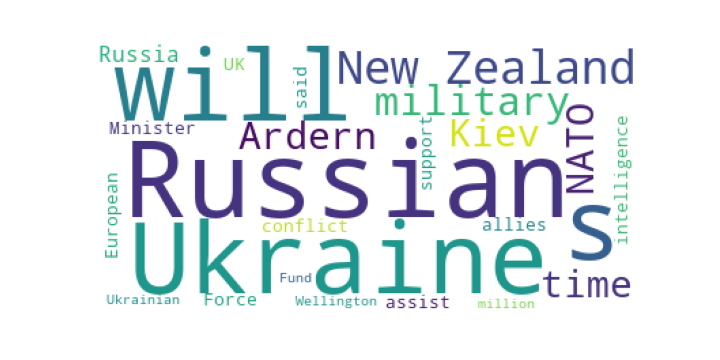 Russia
UK
said
will
New Zealand
military
Minister
Ardern
support
Kiev
NATO
intelligence
Russian
European
s
Ukraine
conflict
allies
Fund
time
Ukrainian
Force
Wellington
assist
million